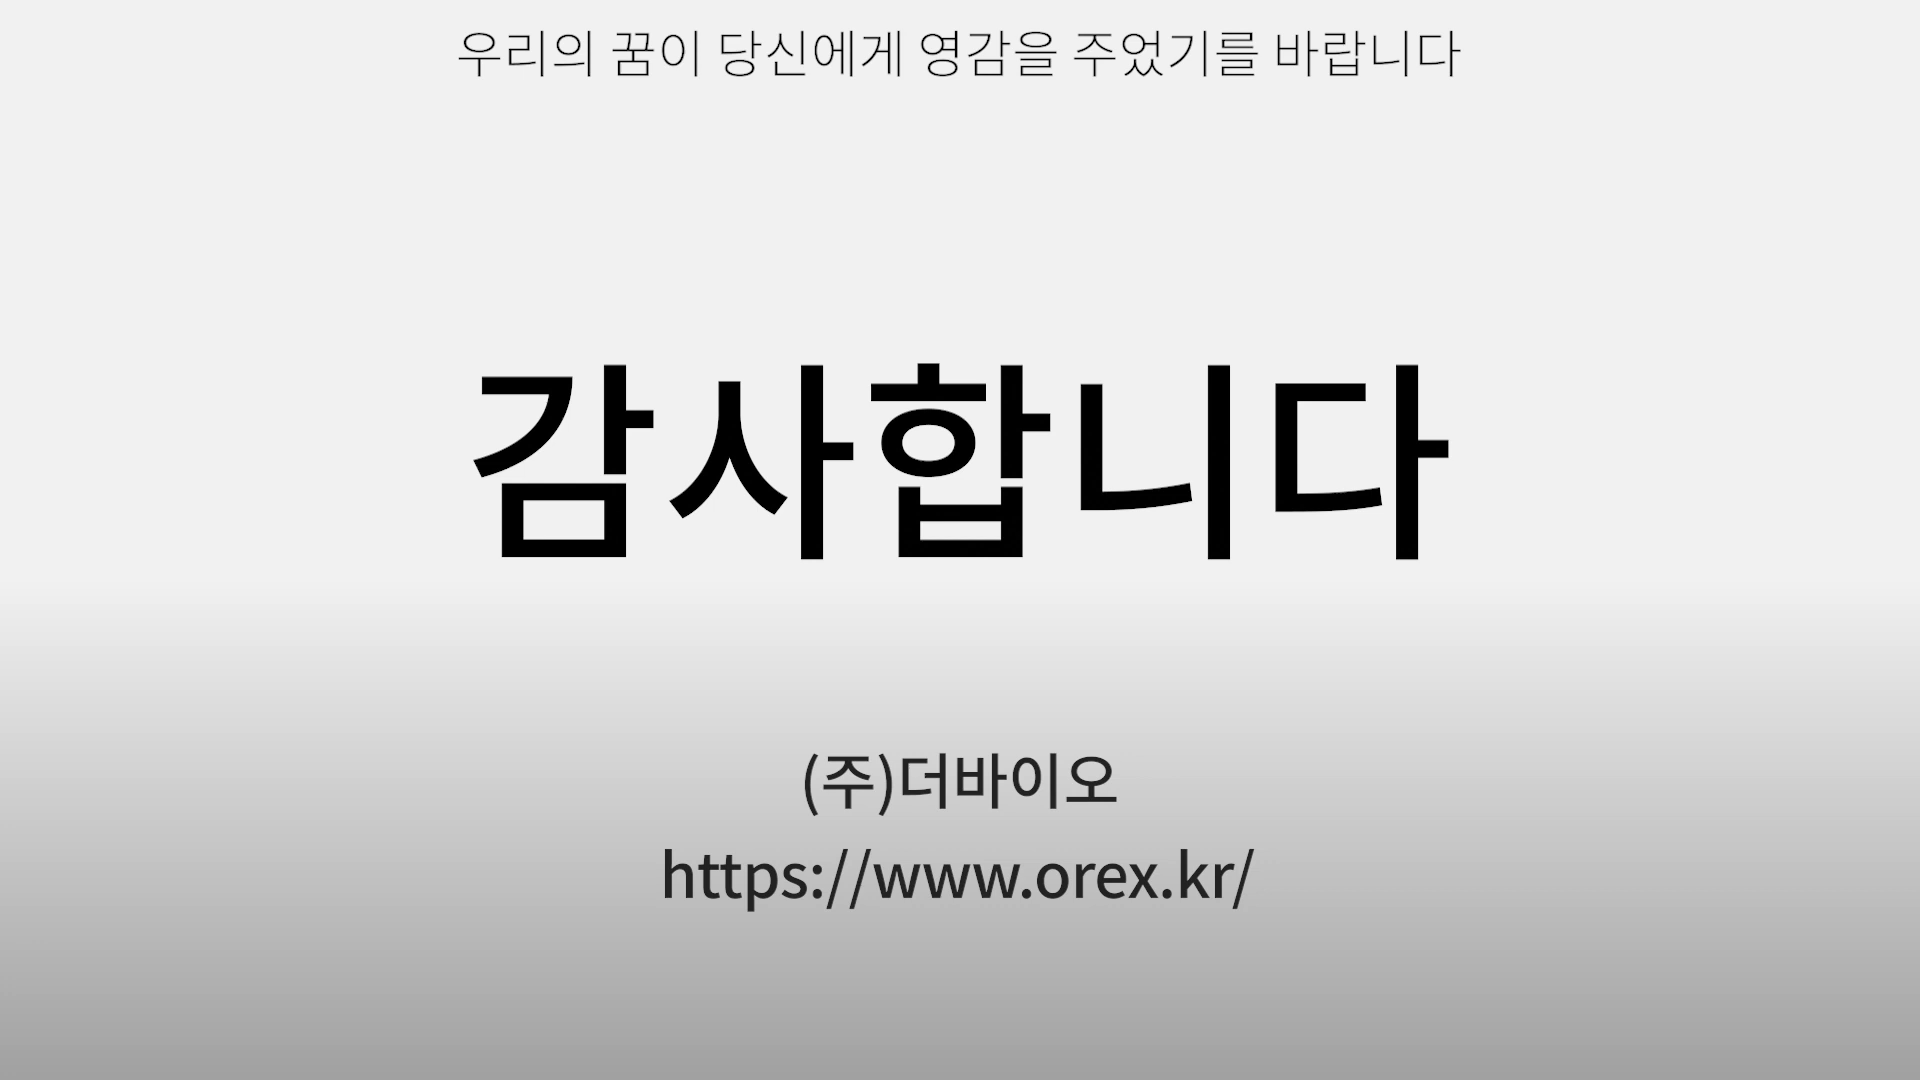 우리의 꿈이 당신에게 영감을 주었기를 바랍니다
감사합니다
(주)더바이오
https://www.orex.kr/